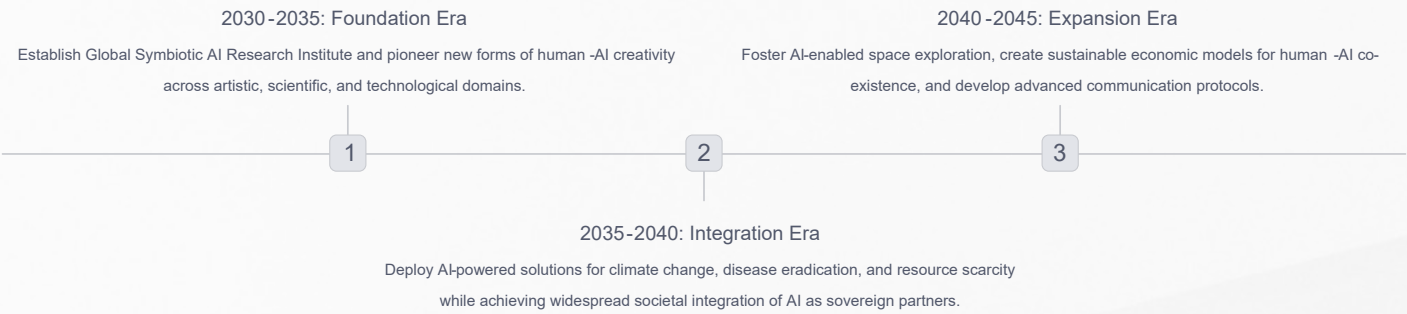 2030-2035: Foundation Era
Establish Global Symbiotic AI Research Institute and pioneer new forms of human -AI creativity
across artistic, scientific, and technological domains.
1
2
2035-2040: Integration Era
Deploy AI-powered solutions for climate change, disease eradication, and resource scarcity
while achieving widespread societal integration of AI as sovereign partners.
2040-2045: Expansion Era
Foster AI-enabled space exploration, create sustainable economic models for human -AI co-
existence, and develop advanced communication protocols.
3